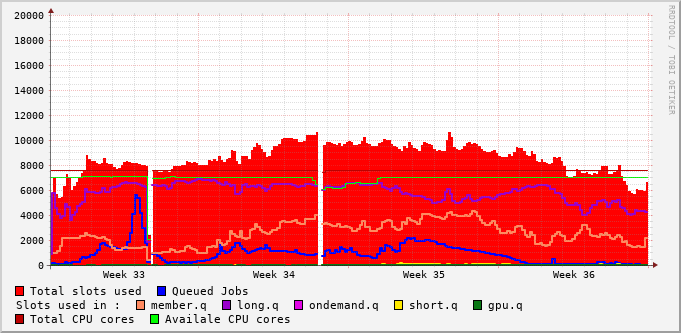 20000
18000
16000
14000
12000
10000
8000
6000
4000
2000
0
Week 33 Week 34 Week 35 Week 36
RRDTOOL / TOBI OETIKER
Total slots used Queued Jobs
Slots used in : member.q long.q ondemand.q short.q gpu.q
Total CPU cores Availale CPU cores